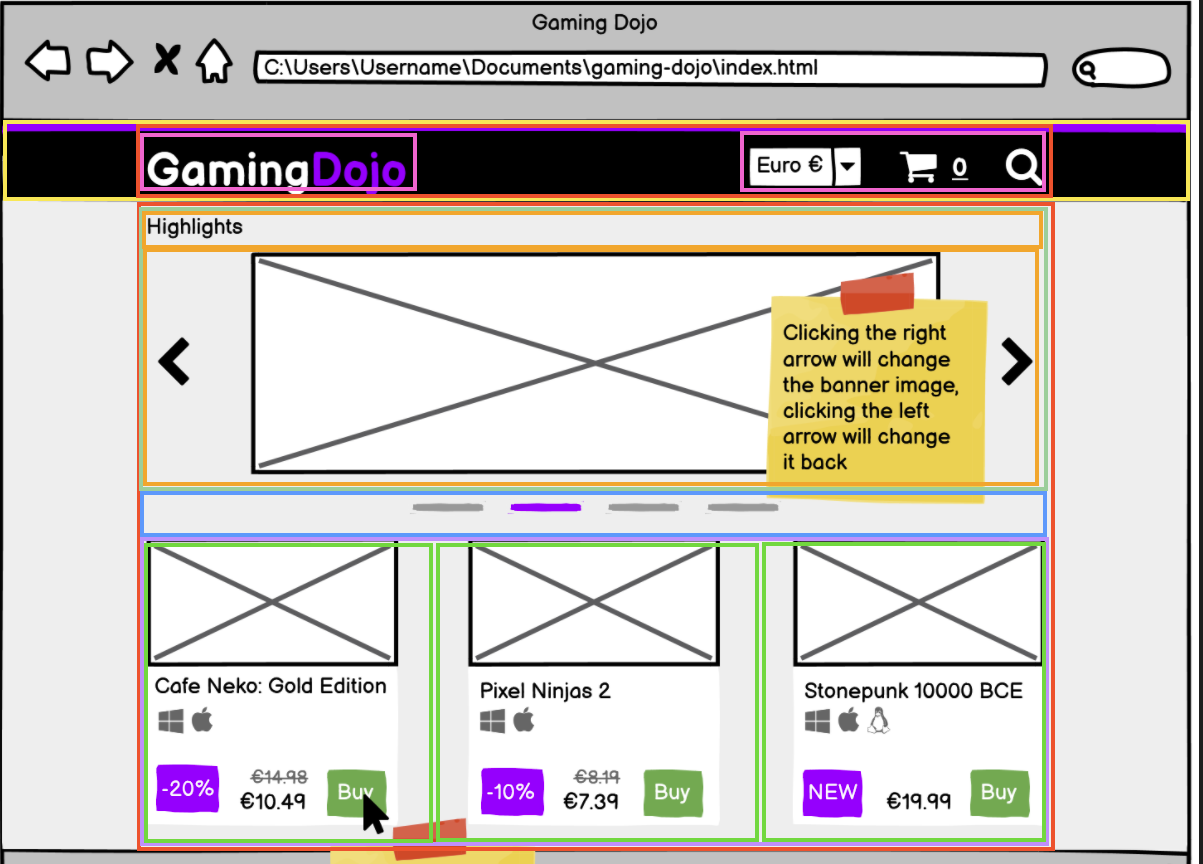 Gaming Dojo
C:\Users\Username\Documents\gaming-dojo\index.html
GamingDojo
Euro €
0
Highlights
Clicking the right
arrow will change
the banner image,
clicking the left
arrow will change
it back
Cafe Neko: Gold Edition
-20%
€14.98
€10.49
Buy
Pixel Ninjas 2
-10%
€8.19
€7.39
Buy
Stonepunk 10000 BCE
NEW
€19.99
Buy